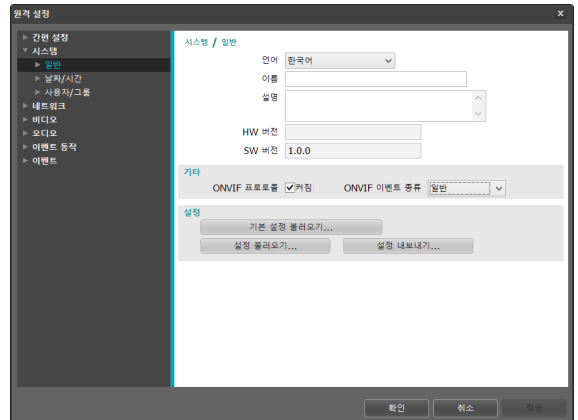 원격 설정
x
간편 설정
시스템
일반
날짜/시간
사용자/그룹
네트워크
비디오
오디오
이벤트 동작
이벤트
시스템 / 일반
언어 한국어
이름
설명
HW 버전
SW 버전 1.0.0
기타
ONVIF 프로토콜 켜짐 ONVIF 이벤트 종류 일반
설정
기본 설정 불러오기...
설정 불러오기... 설정 내보내기...
확인 취소 적용